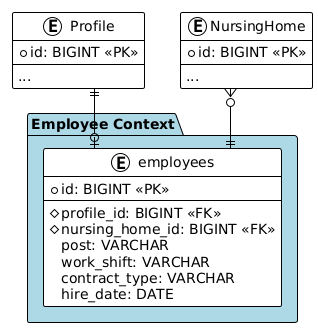 E Profile
id: BIGINT «PK»
...
E NursingHome
id: BIGINT «PK»
...
Employee Context
E employees
id: BIGINT «PK»
profile_id: BIGINT «FK»
nursing_home_id: BIGINT «FK»
post: VARCHAR
work_shift: VARCHAR
contract_type: VARCHAR
hire_date: DATE